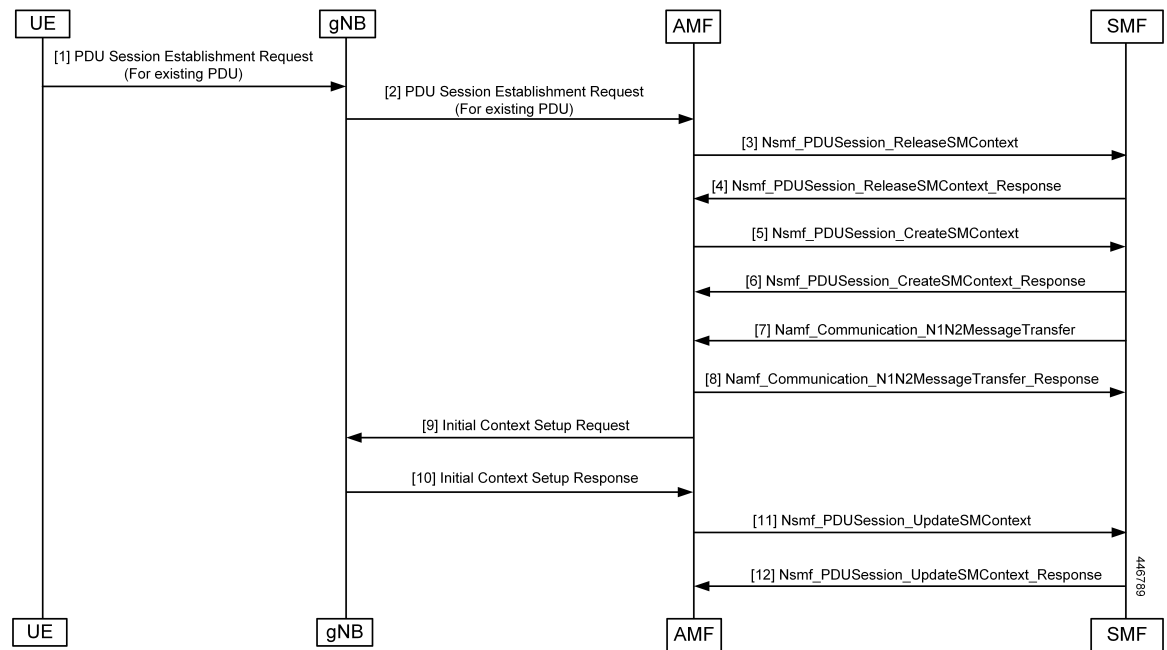 UE
gNB
AMF
SMF
[1] PDU Session Establishment Request
(For existing PDU)
[2] PDU Session Establishment Request
(For existing PDU)
[3] Nsmf_PDUSession_ReleaseSMContext
[4] Nsmf_PDUSession_ReleaseSMContext_Response
[5] Nsmf_PDUSession_CreateSMContext
[6] Nsmf_PDUSession_CreateSMContext_Response
[7] Namf_Communication_N1N2MessageTransfer
[8] Namf_Communication_N1N2MessageTransfer_Response
[9] Initial Context Setup Request
[10] Initial Context Setup Response
[11] Nsmf_PDUSession_UpdateSMContext
[12] Nsmf_PDUSession_UpdateSMContext_Response
446789
UE
gNB
AMF
SMF